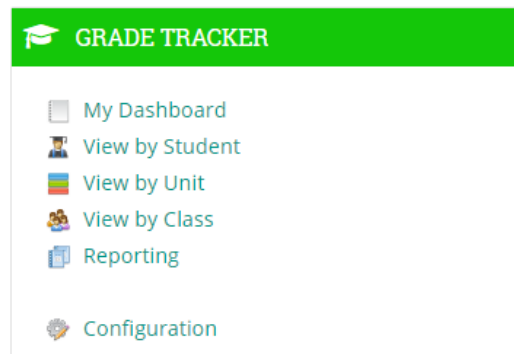 GRADE TRACKER
My Dashboard
View by Student
View by Unit
View by Class
Reporting
Configuration